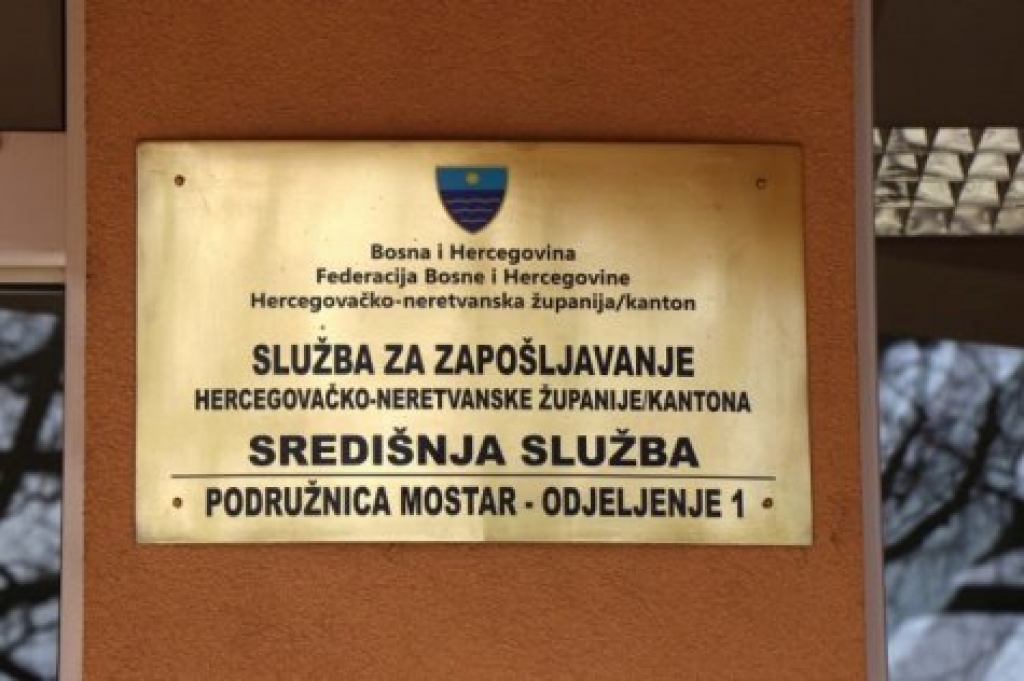 Bosna i Hercegovina
Federacija Bosne i Hercegovine
Hercegovačko-neretvanska županija/kanton
SLUŽBA ZA ZAPOŠLJAVANJE
HERCEGOVAČKO-NERETVANSKE ŽUPANIJE/KANTONA
SREDIŠNJA SLUŽBA
PODRUŽNICA MOSTAR - ODJELJENJE 1